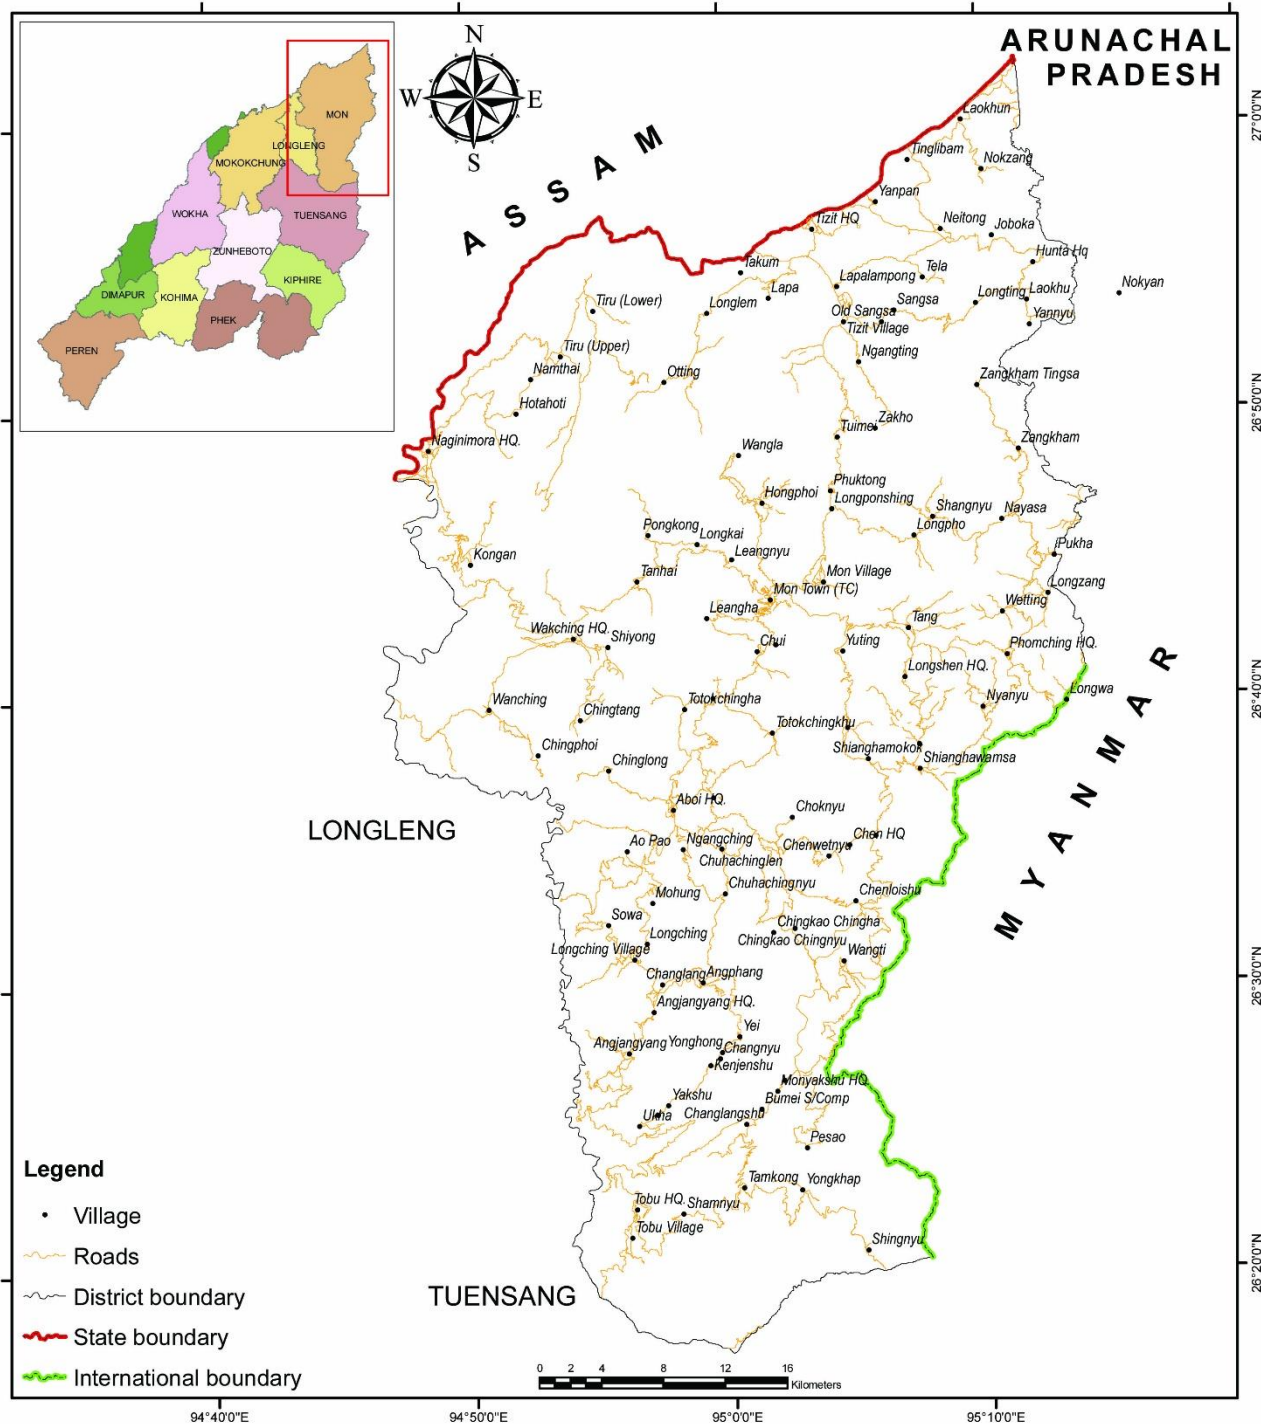 ARUNACHAL
PRADESH
N
W
E
S
ASSAM
MYANMAR
LONGLENG
TUENSANG
MON
LONGLENG
MOKOKCHUNG
WOKHA
TUENSANG
ZUNHEBOTO
KIPHIRE
DIMAPUR
KOHIMA
PHEK
PEREN
Laokhun
Tinglibam
Nokzang
Yanpan
Tizit HQ
Neitong
Joboka
Hunta Hq
Takum
Lapalampong
Tela
Nokyan
Lapa
Tiru (Lower)
Longlem
Sangsa
Longting
Laokhu
Old Sangsa
Yannyu
Tizit Village
Tiru (Upper)
Ngangting
Namthai
Otting
Zangkham Tingsa
Hotahoti
Zakho
Tuimei
Naginimora HQ.
Wangla
Zangkham
Phuktong
Hongphoi
Longponshing
Shangnyu
Nayasa
Pongkong
Longpho
Longkai
Pukha
Kongan
Leangnyu
Tanhai
Mon Village
Longzang
Mon Town (TC)
Wetting
Leangha
Tang
Wakching HQ.
Shiyong
Chui
Yuting
Phomching HQ.
Longshen HQ.
Longwa
Wanching
Totokchingha
Nyanyu
Chingtang
Totokchingkhu
Chingphoi
Shianghamokok
Chinglong
Shianghawamsa
Aboi HQ.
Choknyu
Ao Pao
Ngangching
Chen HQ
Chenwetnyu
Chuhachinglen
Mohung
Chuhachingnyu
Chenloishu
Sowa
Chingkao Chingha
Longching
Chingkao Chingnyu
Longching Village
Wangti
Changlang
Angphang
Angjangyang HQ.
Yei
Angjangyang
Yonghong
Changnyu
Kenjenshu
Monyakshu HQ.
Yakshu
Bumei S/Comp
Ukha
Changlangshu
Pesao
Tamkong
Yongkhap
Tobu HQ.
Shamnyu
Tobu Village
Shingnyu
Legend
Village
Roads
District boundary
State boundary
International boundary
0 2 4 8 12 16
Kilometers
27°0'0"N
26°50'0"N
26°40'0"N
26°30'0"N
26°20'0"N
94°40'0"E
94°50'0"E
95°0'0"E
95°10'0"E